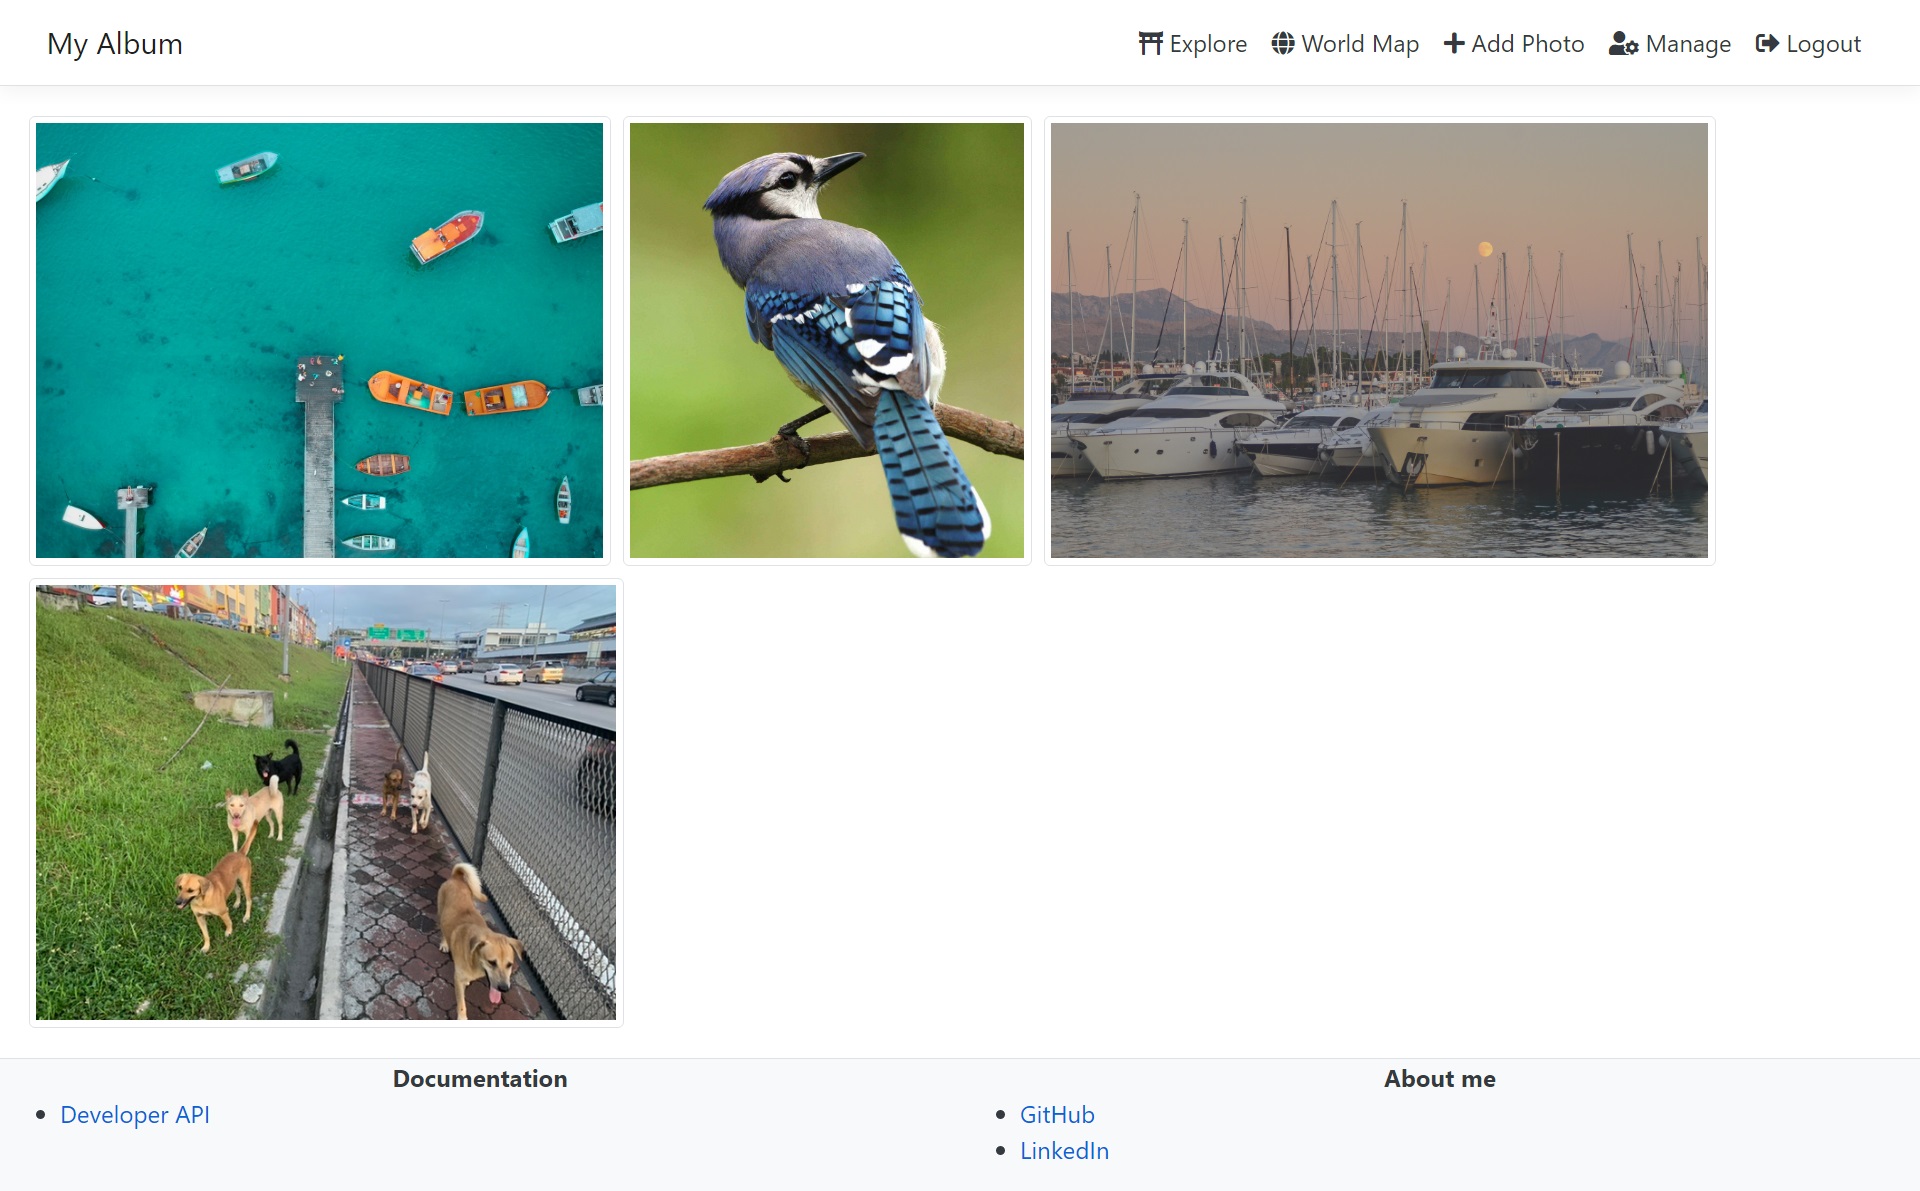 My Album
Explore World Map Add Photo Manage Logout
Documentation
Developer API
About me
GitHub
LinkedIn